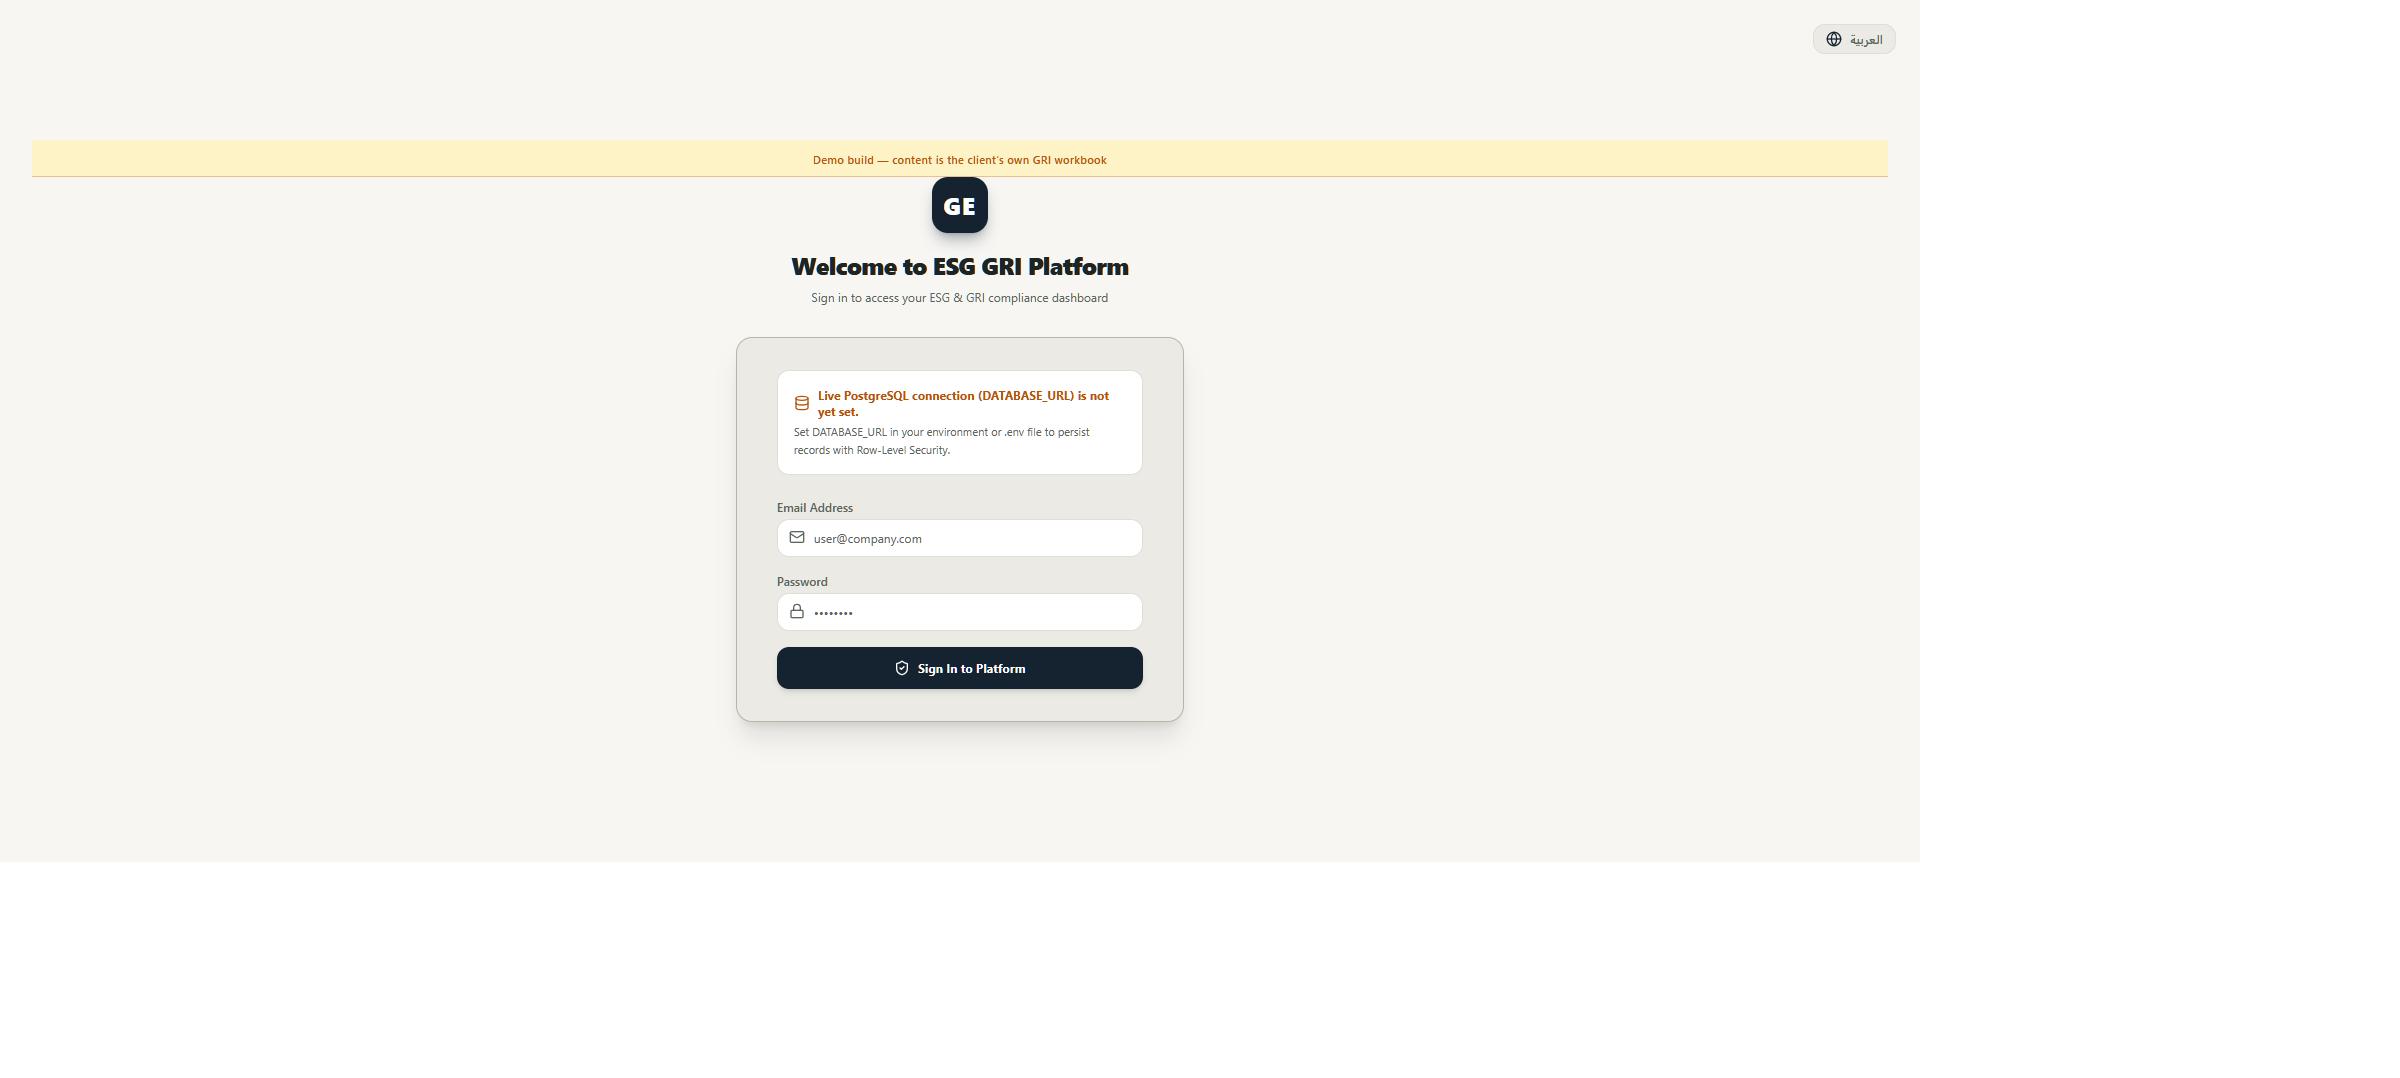 العربية
Demo build — content is the client's own GRI workbook
GE
Welcome to ESG GRI Platform
Sign in to access your ESG & GRI compliance dashboard
Live PostgreSQL connection (DATABASE_URL) is not
yet set.
Set DATABASE_URL in your environment or .env file to persist
records with Row-Level Security.
Email Address
user@company.com
Password
••••••••
Sign In to Platform